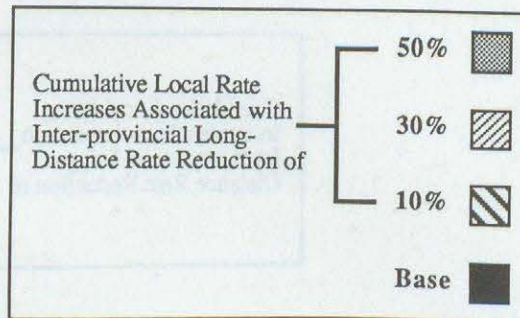 50%
Cumulative Local Rate
Increases Associated with
Inter-provincial Long-
Distance Rate Reduction of
30%
10%
Base